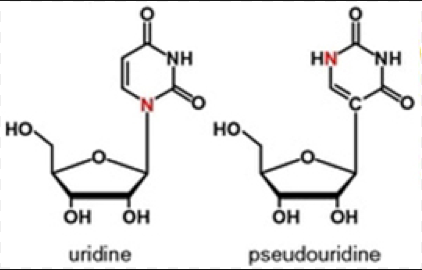 O O
NH HN NH
N O C O
HO HO
O O
OH OH OH OH
uridine pseudouridine